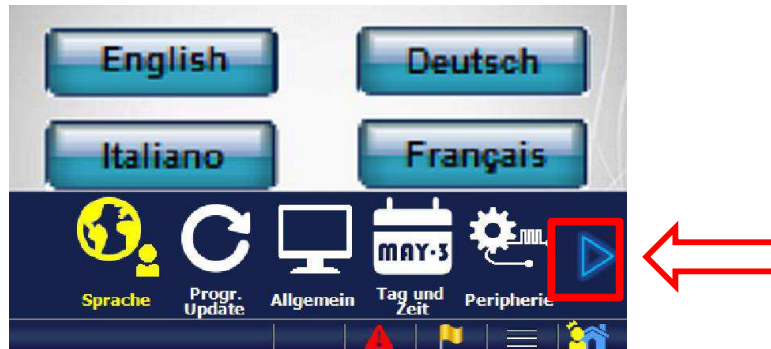 English Deutsch
Italiano Français
MAY·3
Sprache Progr. Update Allgemein Tag und Zeit Peripherie